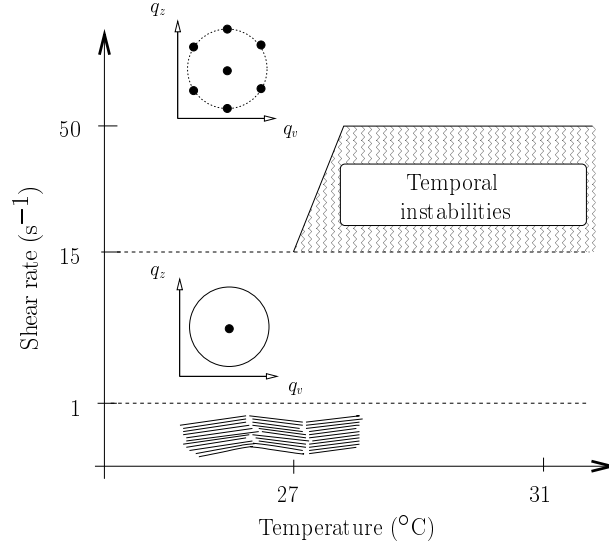 q_z
q_v
50
Temporal
instabilities
15
q_z
q_v
1
27
31
Shear rate (s⁻¹)
Temperature (°C)